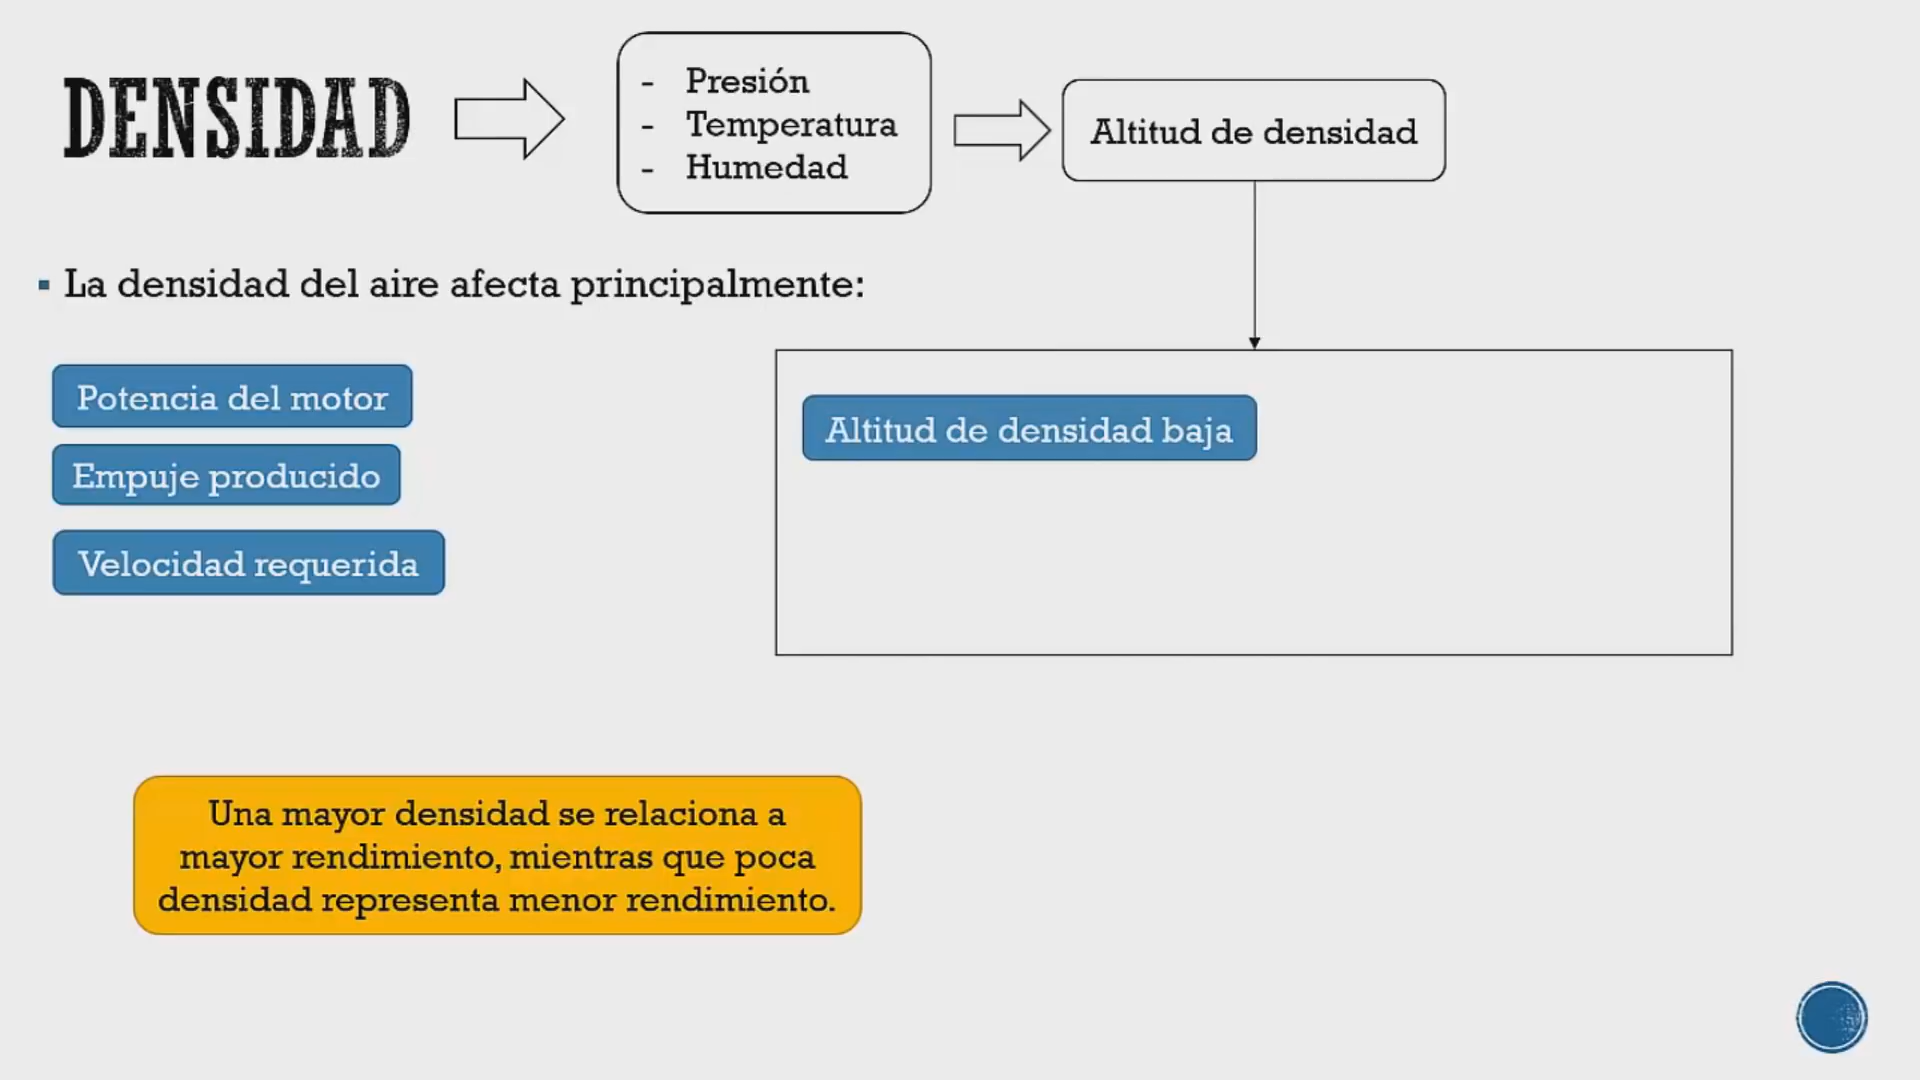 DENSIDAD
- Presión
- Temperatura
- Humedad
Altitud de densidad
▪ La densidad del aire afecta principalmente:
Potencia del motor
Empuje producido
Velocidad requerida
Altitud de densidad baja
Una mayor densidad se relaciona a
mayor rendimiento, mientras que poca
densidad representa menor rendimiento.